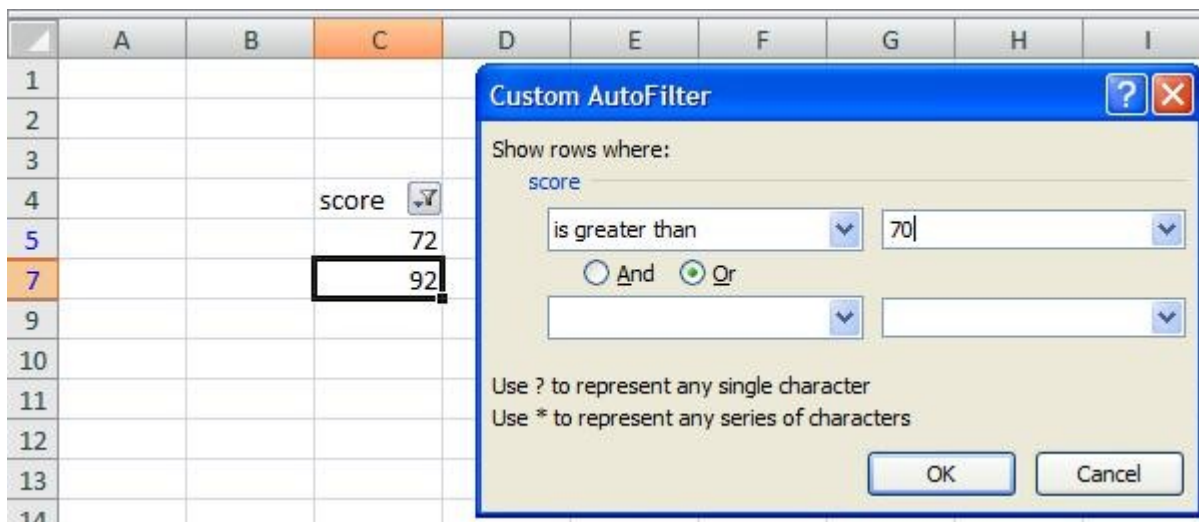 A B C D E F G H I
1
2
3
4 score
5 72
7 92
9
10
11
12
13
14
Custom AutoFilter ?
Show rows where:
score
is greater than 70
And Or
Use ? to represent any single character
Use * to represent any series of characters
OK Cancel